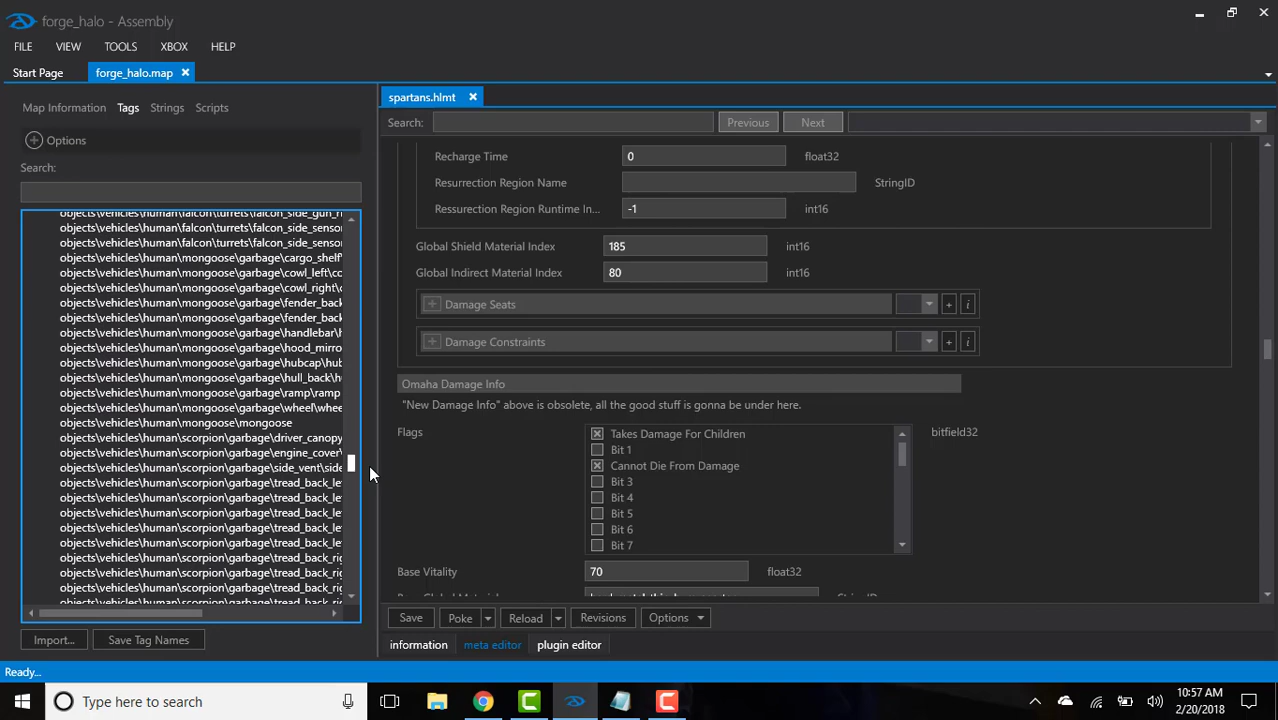 forge_halo - Assembly
FILE VIEW TOOLS XBOX HELP
Start Page forge_halo.map
Map Information Tags Strings Scripts
Options
Search:
objects\vehicles\human\falcon\turrets\falcon_side_gun_ri
objects\vehicles\human\falcon\turrets\falcon_side_sensor
objects\vehicles\human\falcon\turrets\falcon_side_sensor
objects\vehicles\human\mongoose\garbage\cargo_shelf\
objects\vehicles\human\mongoose\garbage\cowl_left\co
objects\vehicles\human\mongoose\garbage\cowl_right\c
objects\vehicles\human\mongoose\garbage\fender_back
objects\vehicles\human\mongoose\garbage\fender_back
objects\vehicles\human\mongoose\garbage\handlebar\h
objects\vehicles\human\mongoose\garbage\hood_mirro
objects\vehicles\human\mongoose\garbage\hubcap\hub
objects\vehicles\human\mongoose\garbage\hull_back\hu
objects\vehicles\human\mongoose\garbage\ramp\ramp
objects\vehicles\human\mongoose\garbage\wheel\whee
objects\vehicles\human\mongoose\mongoose
objects\vehicles\human\scorpion\garbage\driver_canopy
objects\vehicles\human\scorpion\garbage\engine_cover\
objects\vehicles\human\scorpion\garbage\side_vent\side
objects\vehicles\human\scorpion\garbage\tread_back_le
objects\vehicles\human\scorpion\garbage\tread_back_le
objects\vehicles\human\scorpion\garbage\tread_back_le
objects\vehicles\human\scorpion\garbage\tread_back_le
objects\vehicles\human\scorpion\garbage\tread_back_le
objects\vehicles\human\scorpion\garbage\tread_back_rig
objects\vehicles\human\scorpion\garbage\tread_back_rig
objects\vehicles\human\scorpion\garbage\tread_back_rig
Import... Save Tag Names
spartans.hlmt
Search: Previous Next
Recharge Time 0 float32
Resurrection Region Name StringID
Ressurection Region Runtime In... -1 int16
Global Shield Material Index 185 int16
Global Indirect Material Index 80 int16
Damage Seats + i
Damage Constraints + i
Omaha Damage Info
"New Damage Info" above is obsolete, all the good stuff is gonna be under here.
Flags Takes Damage For Children bitfield32
Bit 1
Cannot Die From Damage
Bit 3
Bit 4
Bit 5
Bit 6
Bit 7
Base Vitality 70 float32
Save Poke Reload Revisions Options
information meta editor plugin editor
Ready...
Type here to search
10:57 AM
2/20/2018